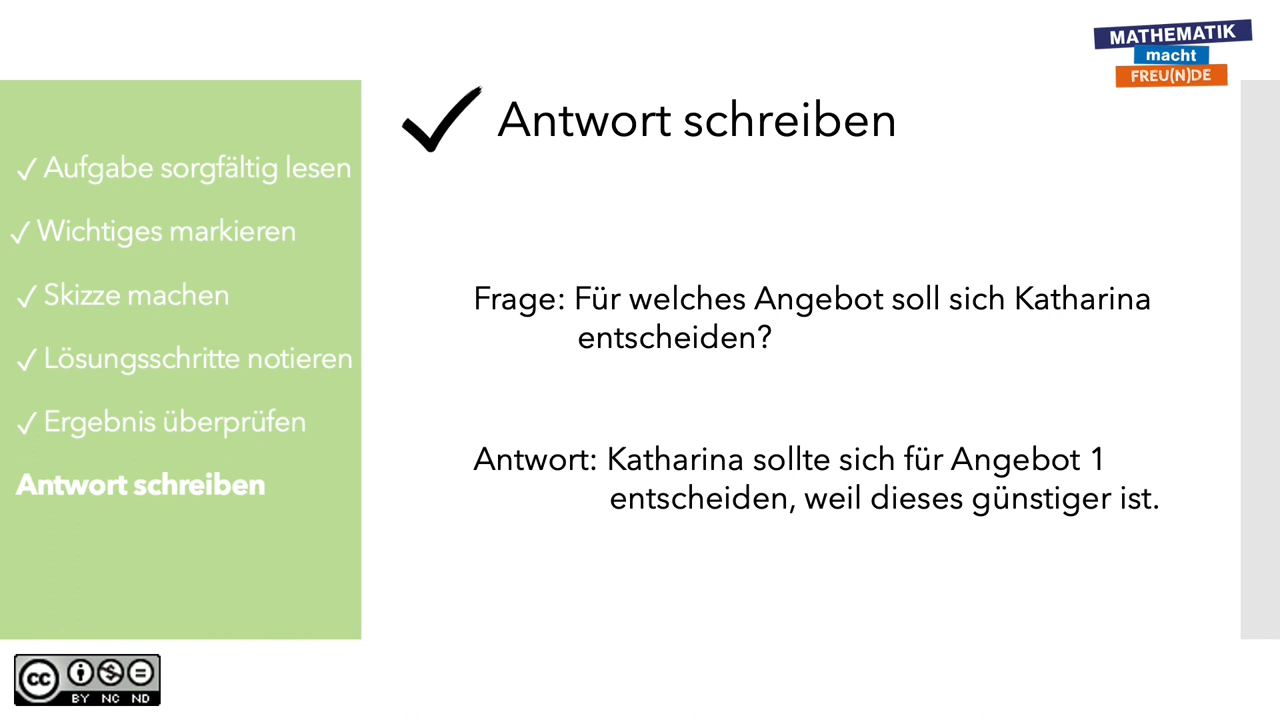 MATHEMATIK
macht
FREU(N)DE
✓ Antwort schreiben
✓ Aufgabe sorgfältig lesen
✓ Wichtiges markieren
✓ Skizze machen
✓ Lösungsschritte notieren
✓ Ergebnis überprüfen
Antwort schreiben
Frage: Für welches Angebot soll sich Katharina
entscheiden?
Antwort: Katharina sollte sich für Angebot 1
entscheiden, weil dieses günstiger ist.
cc
BY NC ND